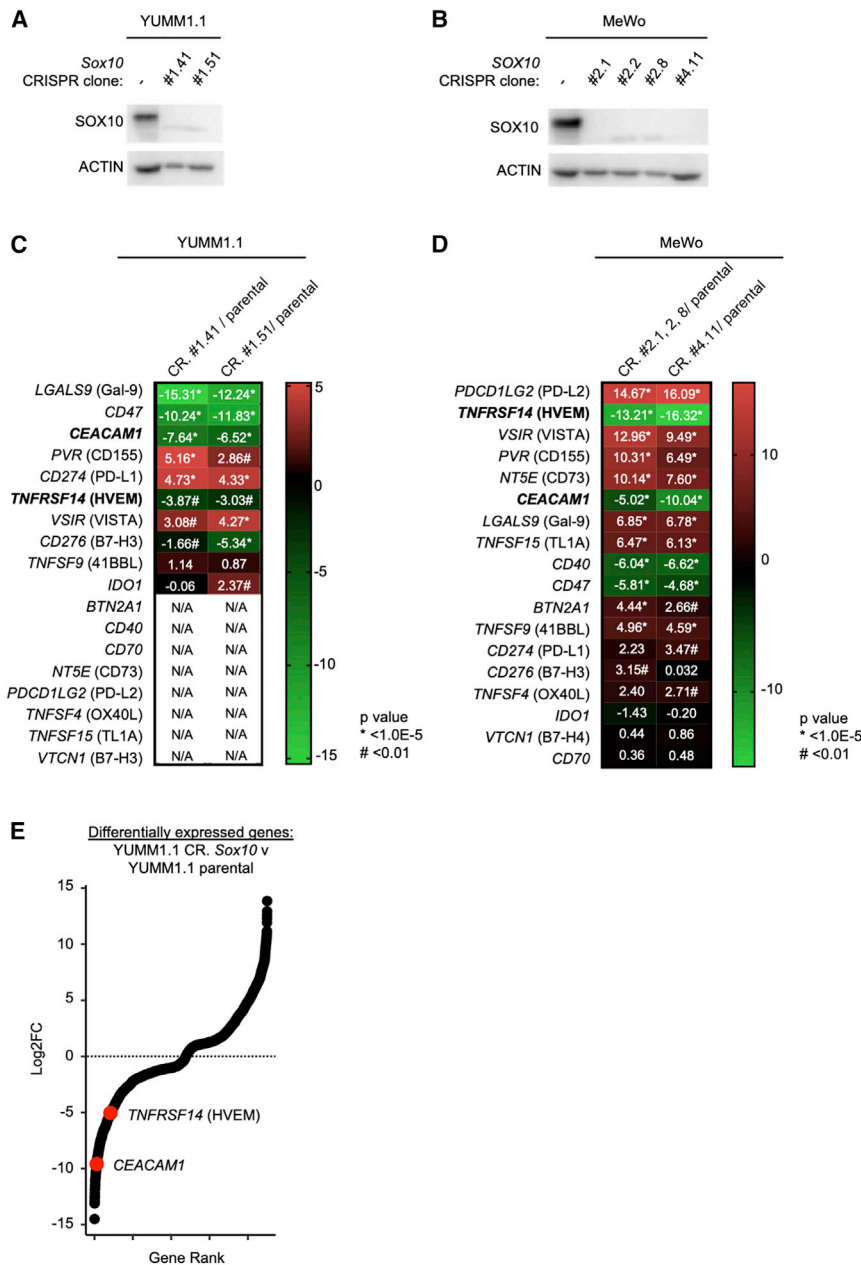 A
YUMM1.1
Sox10
CRISPR clone:
-
#1.41
#1.51
SOX10
ACTIN
B
MeWo
SOX10
CRISPR clone:
-
#2.1
#2.2
#2.8
#4.11
SOX10
ACTIN
C
YUMM1.1
CR. #1.41 / parental
CR. #1.51/ parental
LGALS9 (Gal-9) -15.31* -12.24*
CD47 -10.24* -11.83*
CEACAM1 -7.64* -6.52*
PVR (CD155) 5.16* 2.86#
CD274 (PD-L1) 4.73* 4.33*
TNFRSF14 (HVEM) -3.87# -3.03#
VSIR (VISTA) 3.08# 4.27*
CD276 (B7-H3) -1.66# -5.34*
TNFSF9 (41BBL) 1.14 0.87
IDO1 -0.06 2.37#
BTN2A1 N/A N/A
CD40 N/A N/A
CD70 N/A N/A
NT5E (CD73) N/A N/A
PDCD1LG2 (PD-L2) N/A N/A
TNFSF4 (OX40L) N/A N/A
TNFSF15 (TL1A) N/A N/A
VTCN1 (B7-H3) N/A N/A
5
0
-5
-10
-15
p value
* <1.0E-5
# <0.01
D
MeWo
CR. #2.1, 2, 8/ parental
CR. #4.11/ parental
PDCD1LG2 (PD-L2) 14.67* 16.09*
TNFRSF14 (HVEM) -13.21* -16.32*
VSIR (VISTA) 12.96* 9.49*
PVR (CD155) 10.31* 6.49*
NT5E (CD73) 10.14* 7.60*
CEACAM1 -5.02* -10.04*
LGALS9 (Gal-9) 6.85* 6.78*
TNFSF15 (TL1A) 6.47* 6.13*
CD40 -6.04* -6.62*
CD47 -5.81* -4.68*
BTN2A1 4.44* 2.66#
TNFSF9 (41BBL) 4.96* 4.59*
CD274 (PD-L1) 2.23 3.47#
CD276 (B7-H3) 3.15# 0.032
TNFSF4 (OX40L) 2.40 2.71#
IDO1 -1.43 -0.20
VTCN1 (B7-H4) 0.44 0.86
CD70 0.36 0.48
10
0
-10
p value
* <1.0E-5
# <0.01
E
Differentially expressed genes:
YUMM1.1 CR. Sox10 v
YUMM1.1 parental
15
10
5
0
-5
-10
-15
Log2FC
TNFRSF14 (HVEM)
CEACAM1
Gene Rank